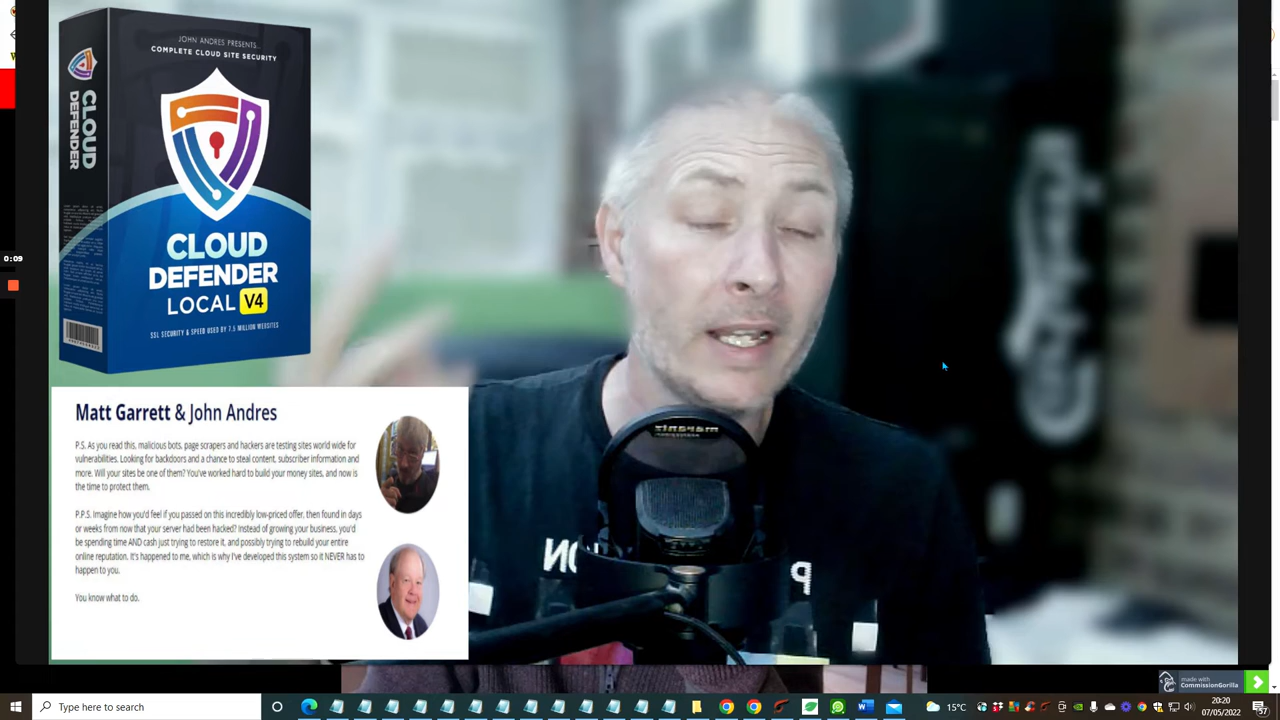 JOHN ANDRES PRESENTS...
COMPLETE CLOUD SITE SECURITY
CLOUD
DEFENDER
CLOUD
DEFENDER
LOCAL V4
SSL SECURITY & SPEED USED BY 7.5 MILLION WEBSITES
0:09
Matt Garrett & John Andres
P.S. As you read this, malicious bots, page scrapers and hackers are testing sites world wide for
vulnerabilities. Looking for backdoors and a chance to steal content, subscriber information and
more. Will your sites be one of them? You've worked hard to build your money sites, and now is
the time to protect them.
P.P.S. Imagine how you'd feel if you passed on this incredibly low-priced offer, then found in days
or weeks from now that your server had been hacked? Instead of growing your business, you'd
be spending time AND cash just trying to restore it, and possibly trying to rebuild your entire
online reputation. It's happened to me, which is why I've developed this system so it NEVER has to
happen to you.
You know what to do.
marantz
made with
CommissionGorilla
Type here to search
15°C
20:20
07/05/2022